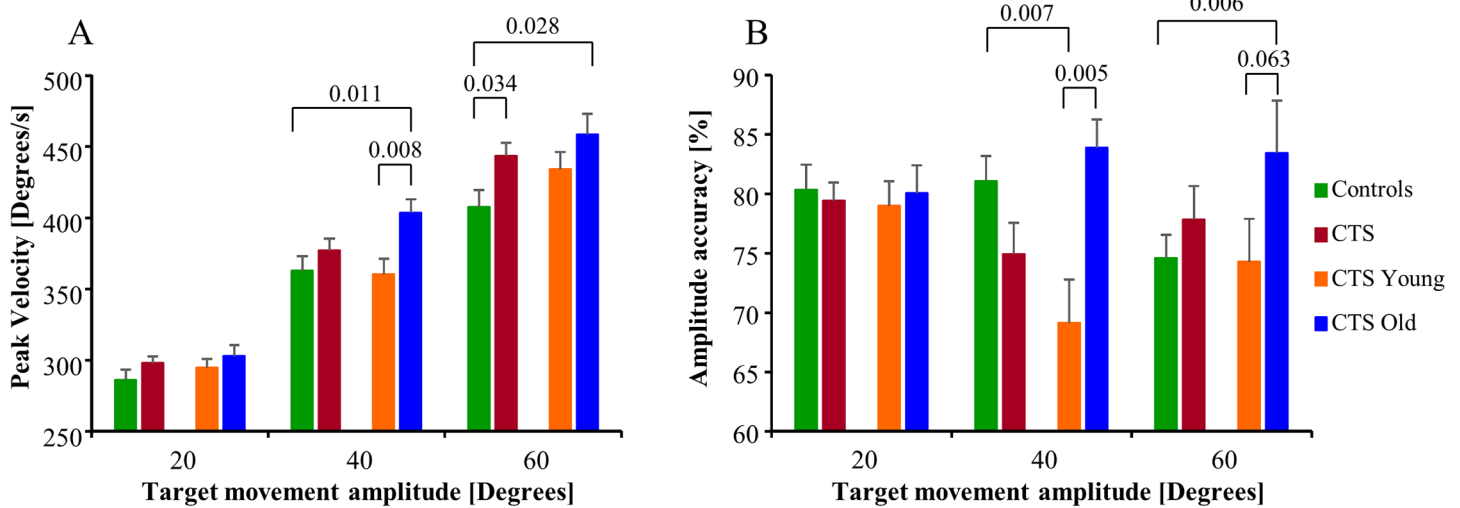 A
0.028
0.034
0.011
0.008
500
450
400
350
300
250
Peak Velocity [Degrees/s]
20 40 60
Target movement amplitude [Degrees]
B
0.007
0.006
0.005
0.063
90
85
80
75
70
65
60
Amplitude accuracy [%]
20 40 60
Target movement amplitude [Degrees]
Controls
CTS
CTS Young
CTS Old